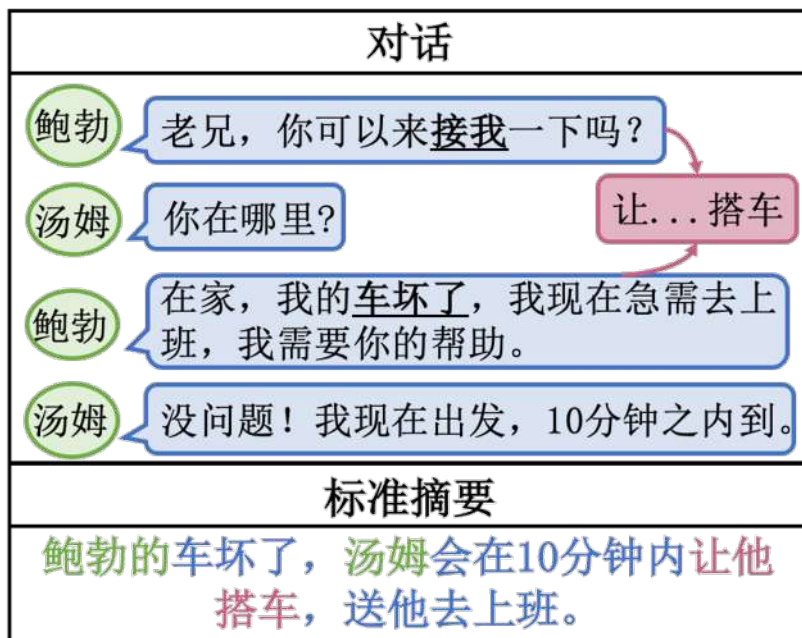 对话
鲍勃
老兄，你可以来接我一下吗？
汤姆
你在哪里?
让...搭车
鲍勃
在家，我的车坏了，我现在急需去上
班，我需要你的帮助。
汤姆
没问题！我现在出发，10分钟之内到。
标准摘要
鲍勃的车坏了，汤姆会在10分钟内让他
搭车，送他去上班。